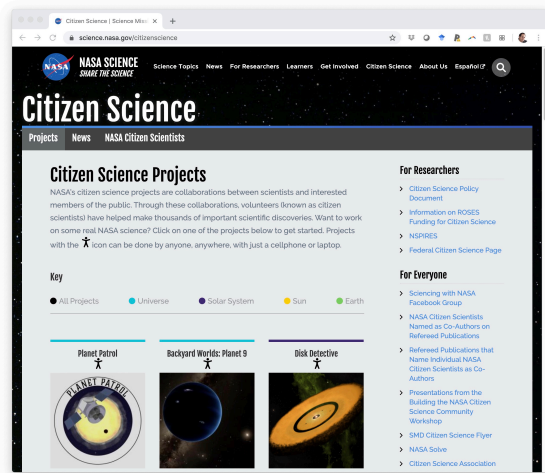 Citizen Science | Science Miss
science.nasa.gov/citizenscience
NASA
NASA SCIENCE
SHARE THE SCIENCE
Science Topics News For Researchers Learners Get Involved Citizen Science About Us Español
Citizen Science
Projects News NASA Citizen Scientists
Citizen Science Projects
NASA's citizen science projects are collaborations between scientists and interested
members of the public. Through these collaborations, volunteers (known as citizen
scientists) have helped make thousands of important scientific discoveries. Want to work
on some real NASA science? Click on one of the projects below to get started. Projects
with the icon can be done by anyone, anywhere, with just a cellphone or laptop.
Key
All Projects Universe Solar System Sun Earth
Planet Patrol Backyard Worlds: Planet 9 Disk Detective
PLANET PATROL
For Researchers
Citizen Science Policy
Document
Information on ROSES
Funding for Citizen Science
NSPIRES
Federal Citizen Science Page
For Everyone
Sciencing with NASA
Facebook Group
NASA Citizen Scientists
Named as Co-Authors on
Refereed Publications
Refereed Publications that
Name Individual NASA
Citizen Scientists as Co-
Authors
Presentations from the
Building the NASA Citizen
Science Community
Workshop
SMD Citizen Science Flyer
NASA Solve
Citizen Science Association